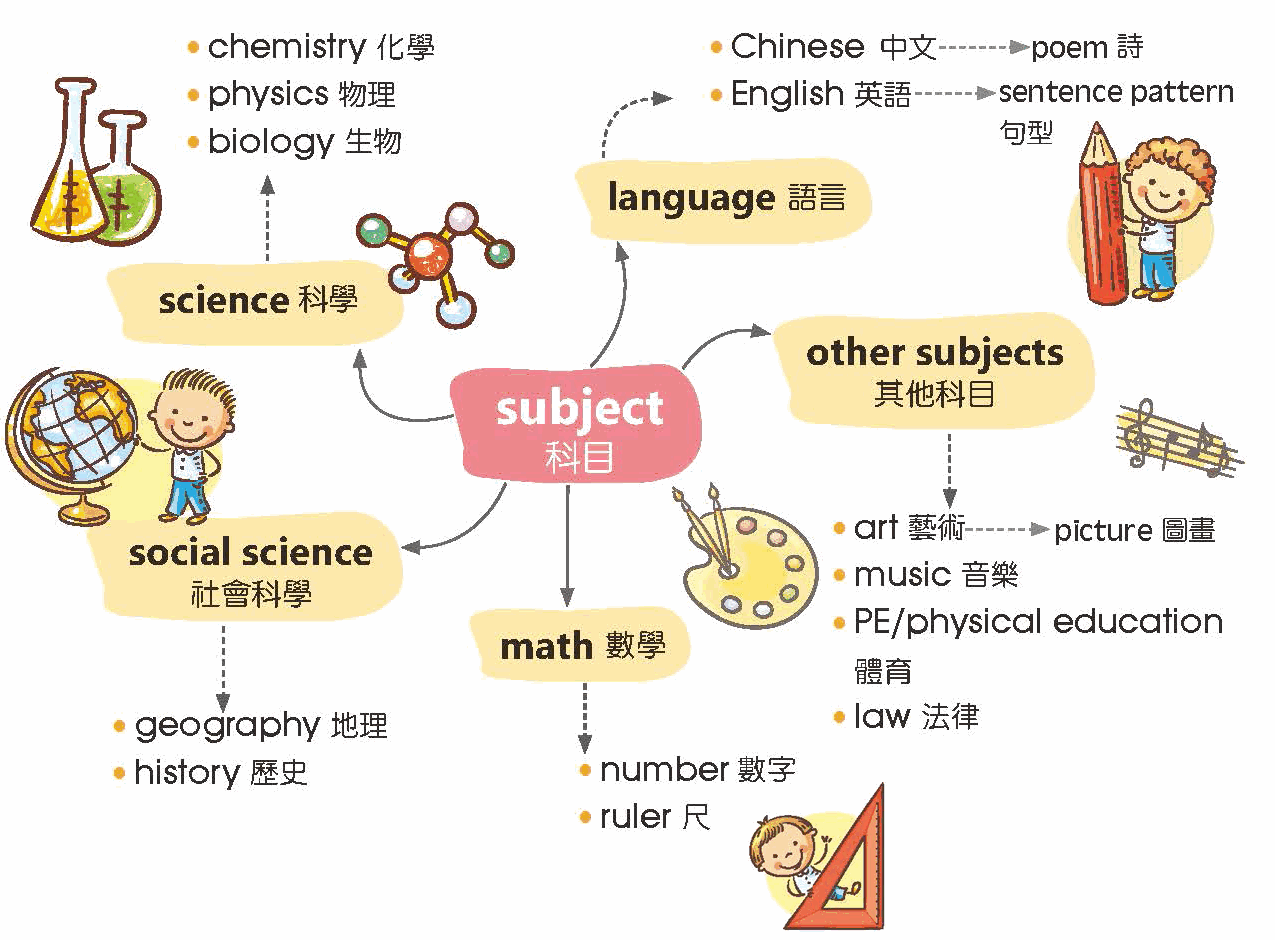 chemistry 化學
physics 物理
biology 生物
science 科學
Chinese 中文
poem 詩
English 英語
sentence pattern
句型
language 語言
subject
科目
other subjects
其他科目
art 藝術
picture 圖畫
music 音樂
PE/physical education
體育
law 法律
social science
社會科學
geography 地理
history 歷史
math 數學
number 數字
ruler 尺